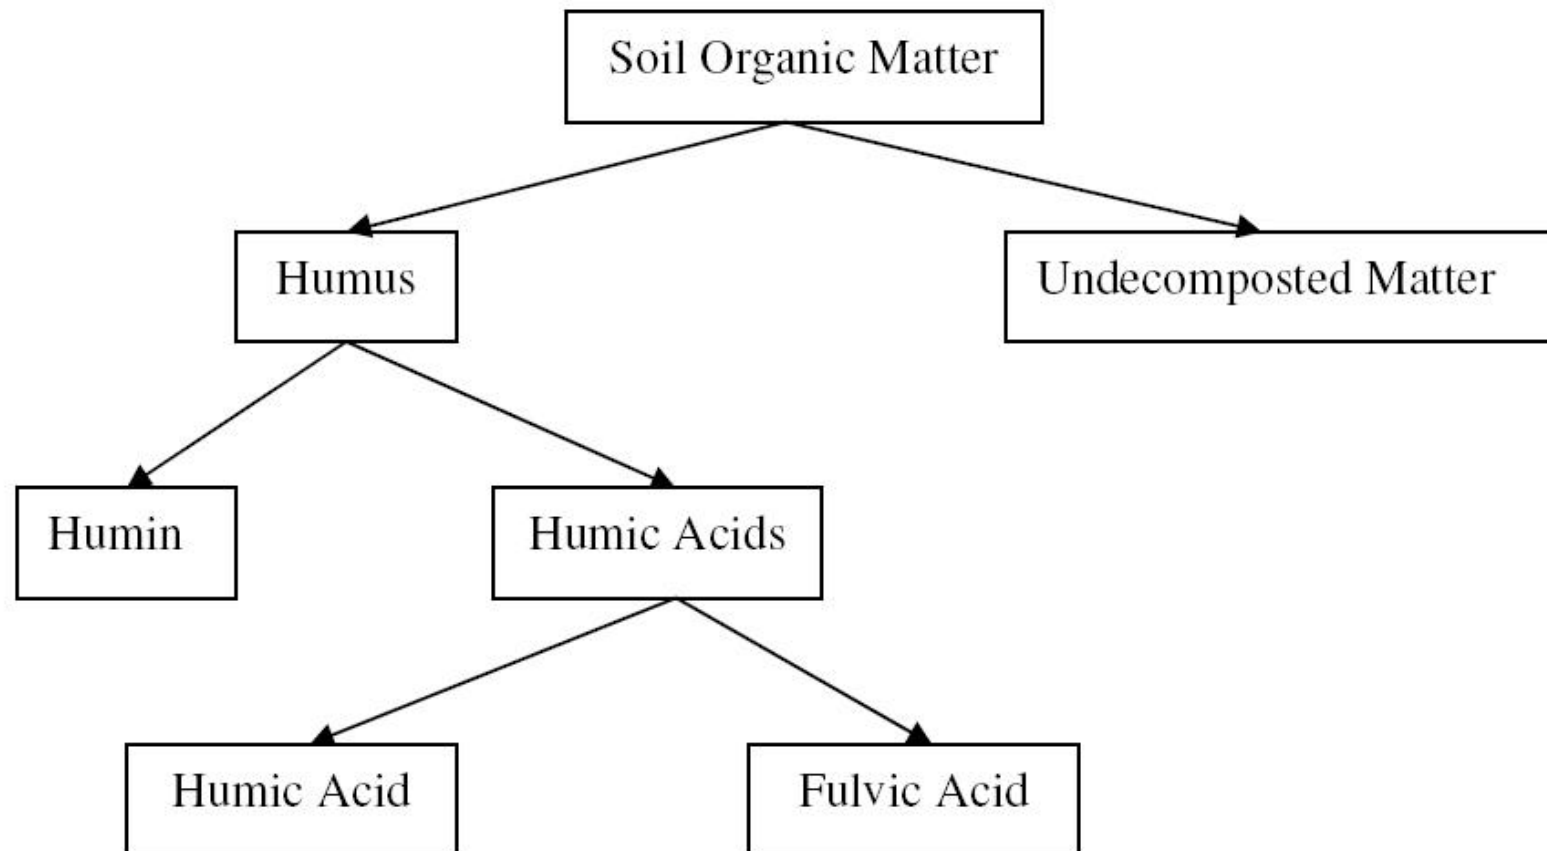 Soil Organic Matter
Humus
Undecomposted Matter
Humin
Humic Acids
Humic Acid
Fulvic Acid